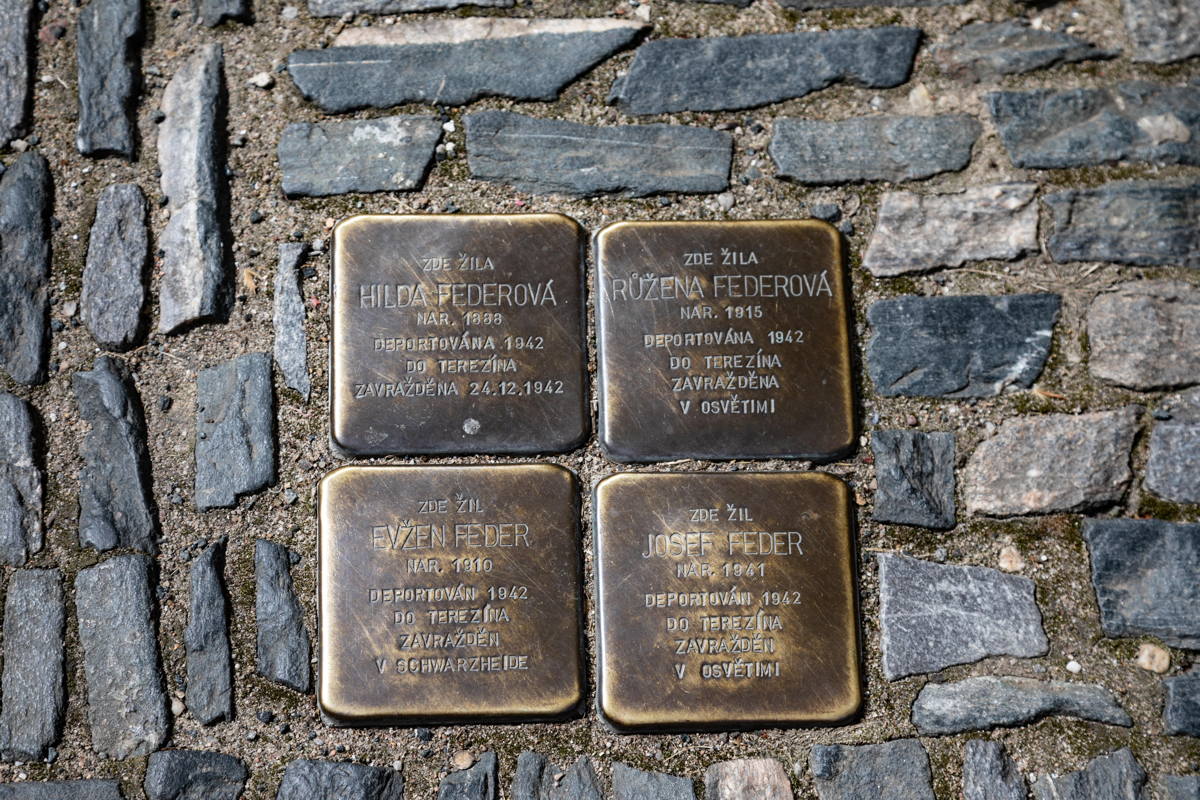 ZDE ŽILA
HILDA FEDEROVÁ
NAR. 1888
DEPORTOVÁNA 1942
DO TEREZÍNA
ZAVRAŽDĚNA 24.12.1942
ZDE ŽILA
RŮŽENA FEDEROVÁ
NAR. 1915
DEPORTOVÁNA 1942
DO TEREZÍNA
ZAVRAŽDĚNA
V OSVĚTIMI
ZDE ŽIL
EVŽEN FEDER
NAR. 1910
DEPORTOVÁN 1942
DO TEREZÍNA
ZAVRAŽDĚN
V SCHWARZHEIDE
ZDE ŽIL
JOSEF FEDER
NAR. 1941
DEPORTOVÁN 1942
DO TEREZÍNA
ZAVRAŽDĚN
V OSVĚTIMI